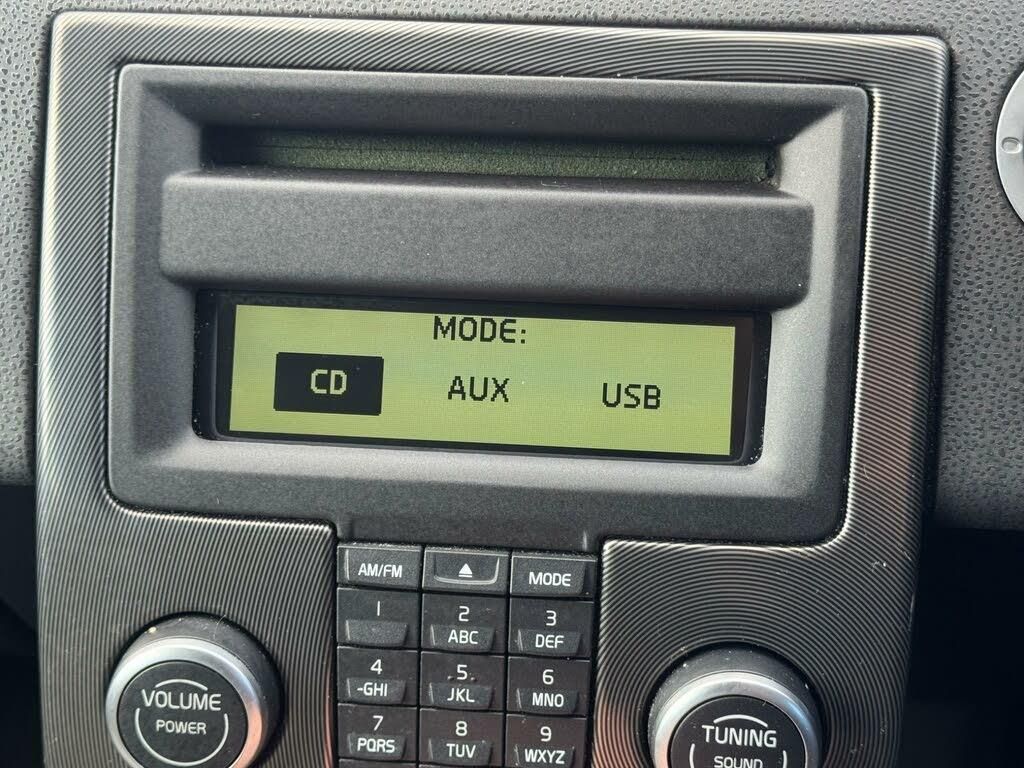 MODE:
CD AUX USB
AM/FM MODE
1 2 3
ABC DEF
4 5 6
-GHI JKL MNO
7 8 9
PQRS TUV WXYZ
VOLUME
POWER
TUNING
SOUND